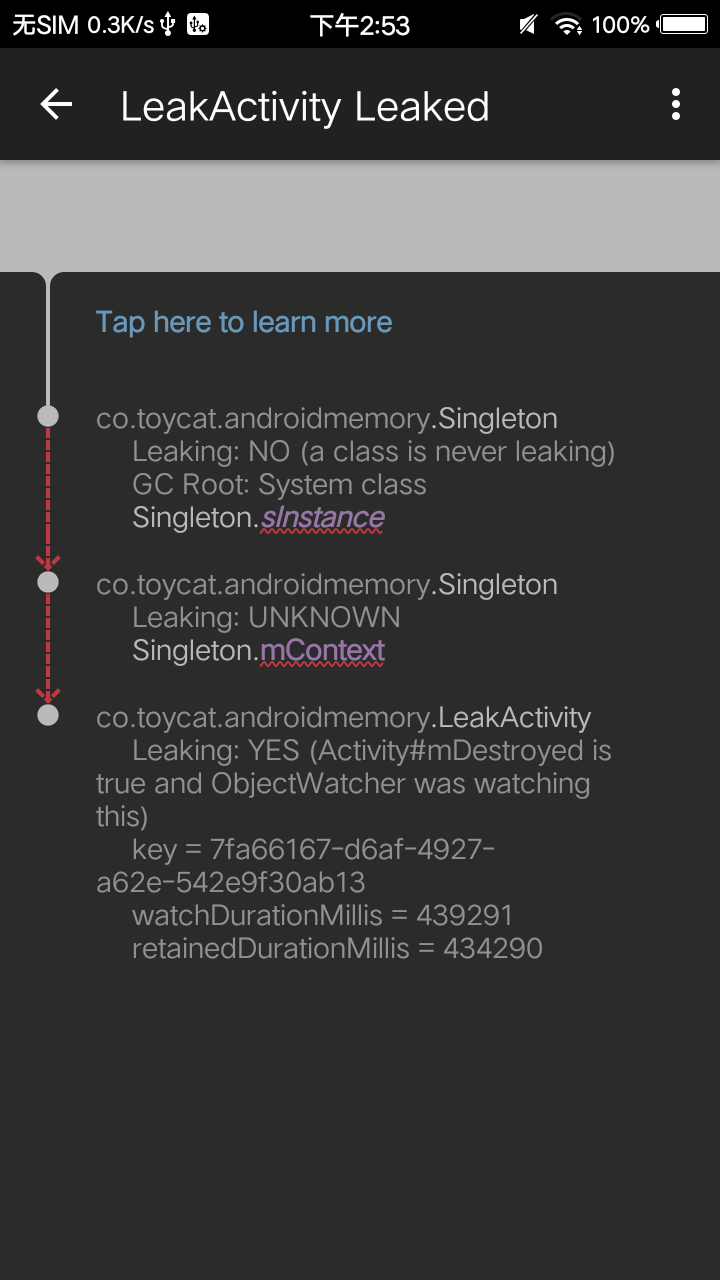 无SIM 0.3K/s 下午2:53 100%
LeakActivity Leaked
Tap here to learn more
co.toycat.androidmemory.Singleton
Leaking: NO (a class is never leaking)
GC Root: System class
Singleton.sInstance
co.toycat.androidmemory.Singleton
Leaking: UNKNOWN
Singleton.mContext
co.toycat.androidmemory.LeakActivity
Leaking: YES (Activity#mDestroyed is
true and ObjectWatcher was watching
this)
key = 7fa66167-d6af-4927-
a62e-542e9f30ab13
watchDurationMillis = 439291
retainedDurationMillis = 434290